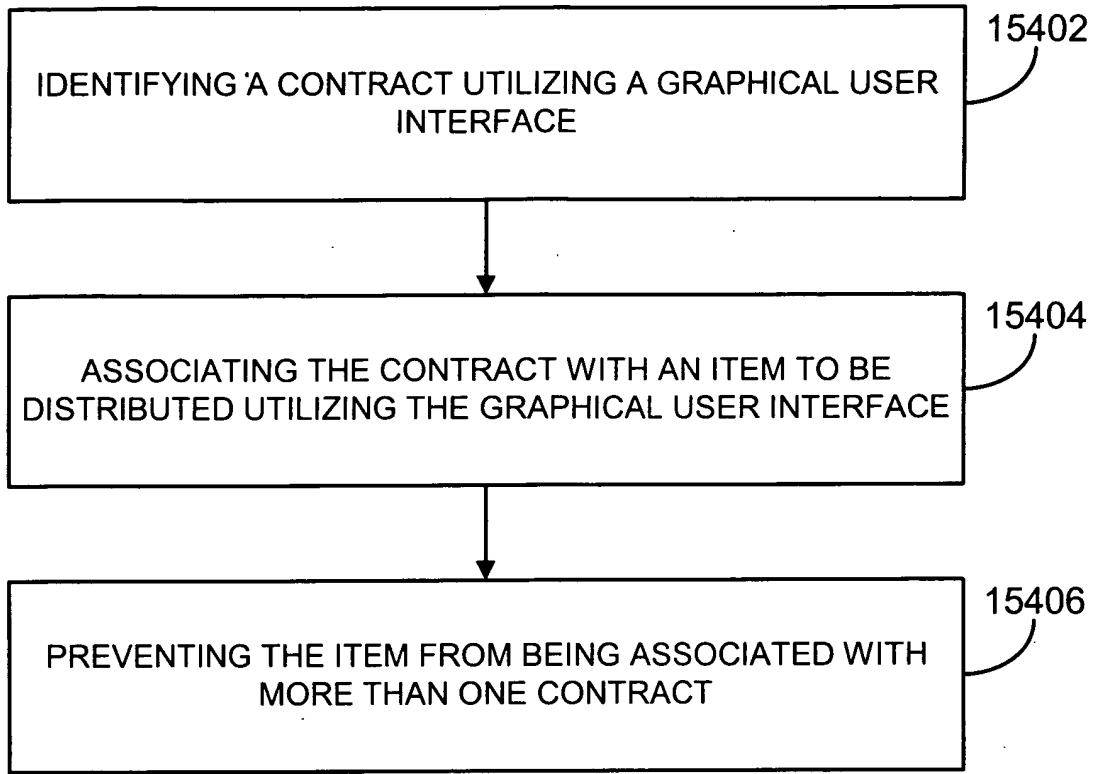 15402
IDENTIFYING A CONTRACT UTILIZING A GRAPHICAL USER
INTERFACE
15404
ASSOCIATING THE CONTRACT WITH AN ITEM TO BE
DISTRIBUTED UTILIZING THE GRAPHICAL USER INTERFACE
15406
PREVENTING THE ITEM FROM BEING ASSOCIATED WITH
MORE THAN ONE CONTRACT